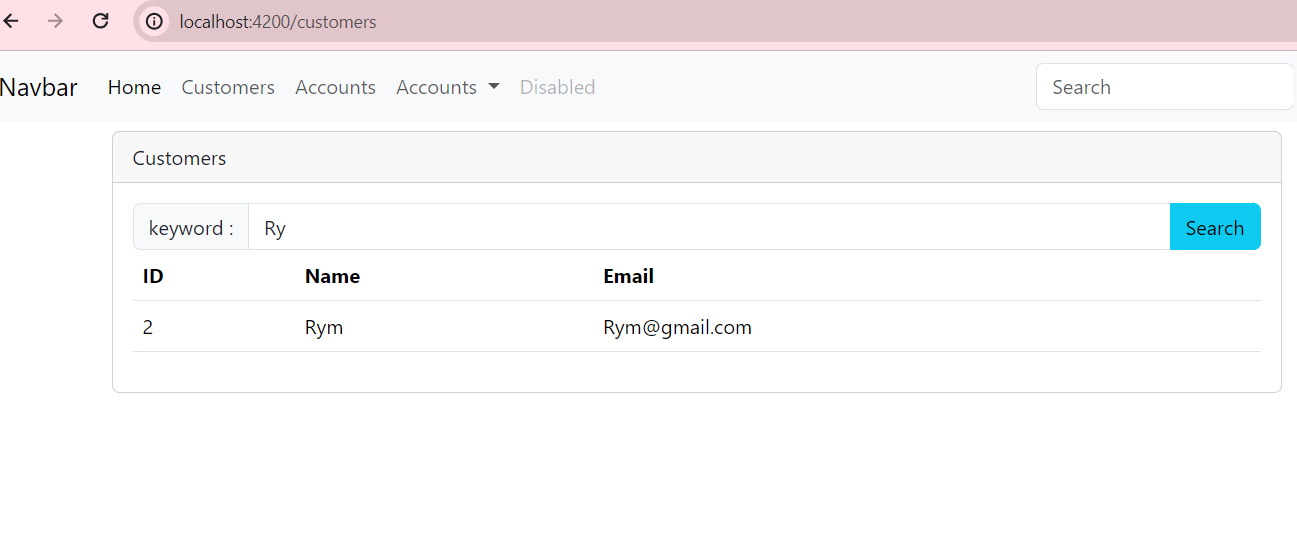 localhost:4200/customers
Navbar Home Customers Accounts Accounts Disabled Search
Customers
keyword : Ry Search
ID Name Email
2 Rym Rym@gmail.com